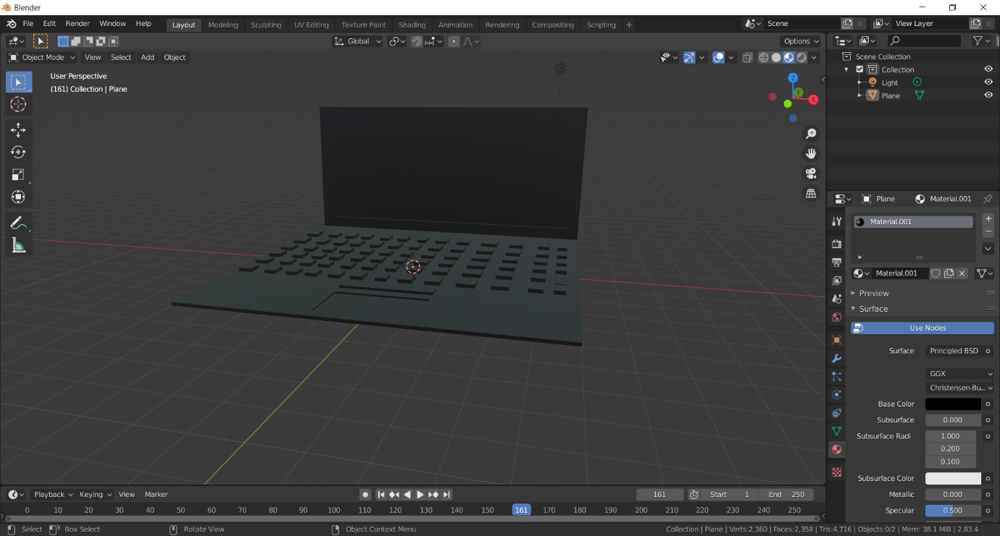 Blender
File Edit Render Window Help Layout Modeling Sculpting UV Editing Texture Paint Shading Animation Rendering Compositing Scripting + Scene View Layer
Global Options
Object Mode View Select Add Object
User Perspective
(161) Collection | Plane
Z
Y
X
Scene Collection
Collection
Light
Plane
Plane Material.001
Material.001
Material.001
Preview
Surface
Use Nodes
Surface Principled BSD
GGX
Christensen-Bu...
Base Color
Subsurface 0.000
Subsurface Radi 1.000
0.200
0.100
Subsurface Color
Metallic 0.000
Specular 0.500
Playback Keying View Marker 161 Start 1 End 250
0 10 20 30 40 50 60 70 80 90 100 110 120 130 140 150 161 170 180 190 200 210 220 230 240 250
Select Box Select Rotate View Object Context Menu Collection | Plane | Verts:2,360 | Faces:2,358 | Tris:4,716 | Objects:0/2 | Mem: 38.1 MiB | 2.83.4